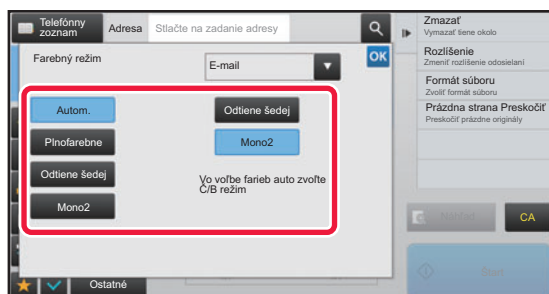 Telefónny
zoznam
Adresa
Stlačte na zadanie adresy
Farebný režim
E-mail
OK
Autom.
Odtiene šedej
Plnofarebne
Mono2
Odtiene šedej
Vo voľbe farieb auto zvoľte
Č/B režim
Mono2
Ostatné
Zmazať
Vymazať tiene okolo
Rozlíšenie
Zmeniť rozlíšenie odosielani
Formát súboru
Zvoliť formát súboru
Prázdna strana Preskočiť
Preskočiť prázdne originály
CA
Štart